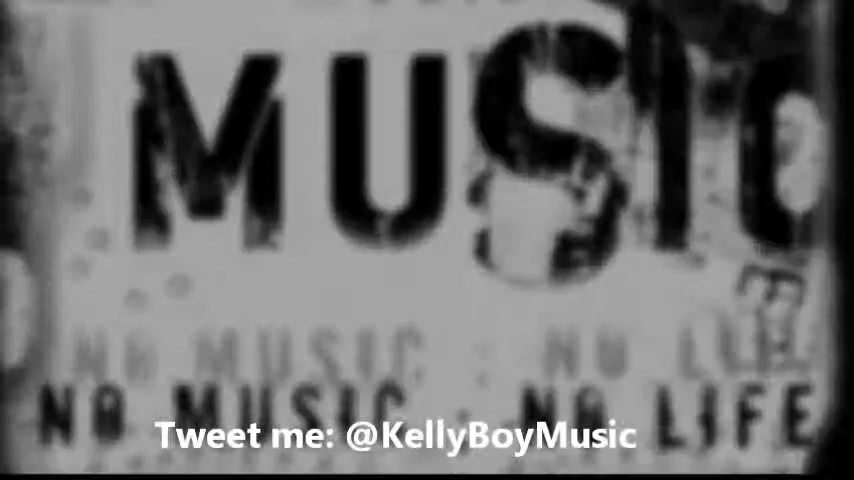 MUSIC
NO MUSIC : NO LIFE
NO MUSIC : NO LIFE
Tweet me: @KellyBoyMusic